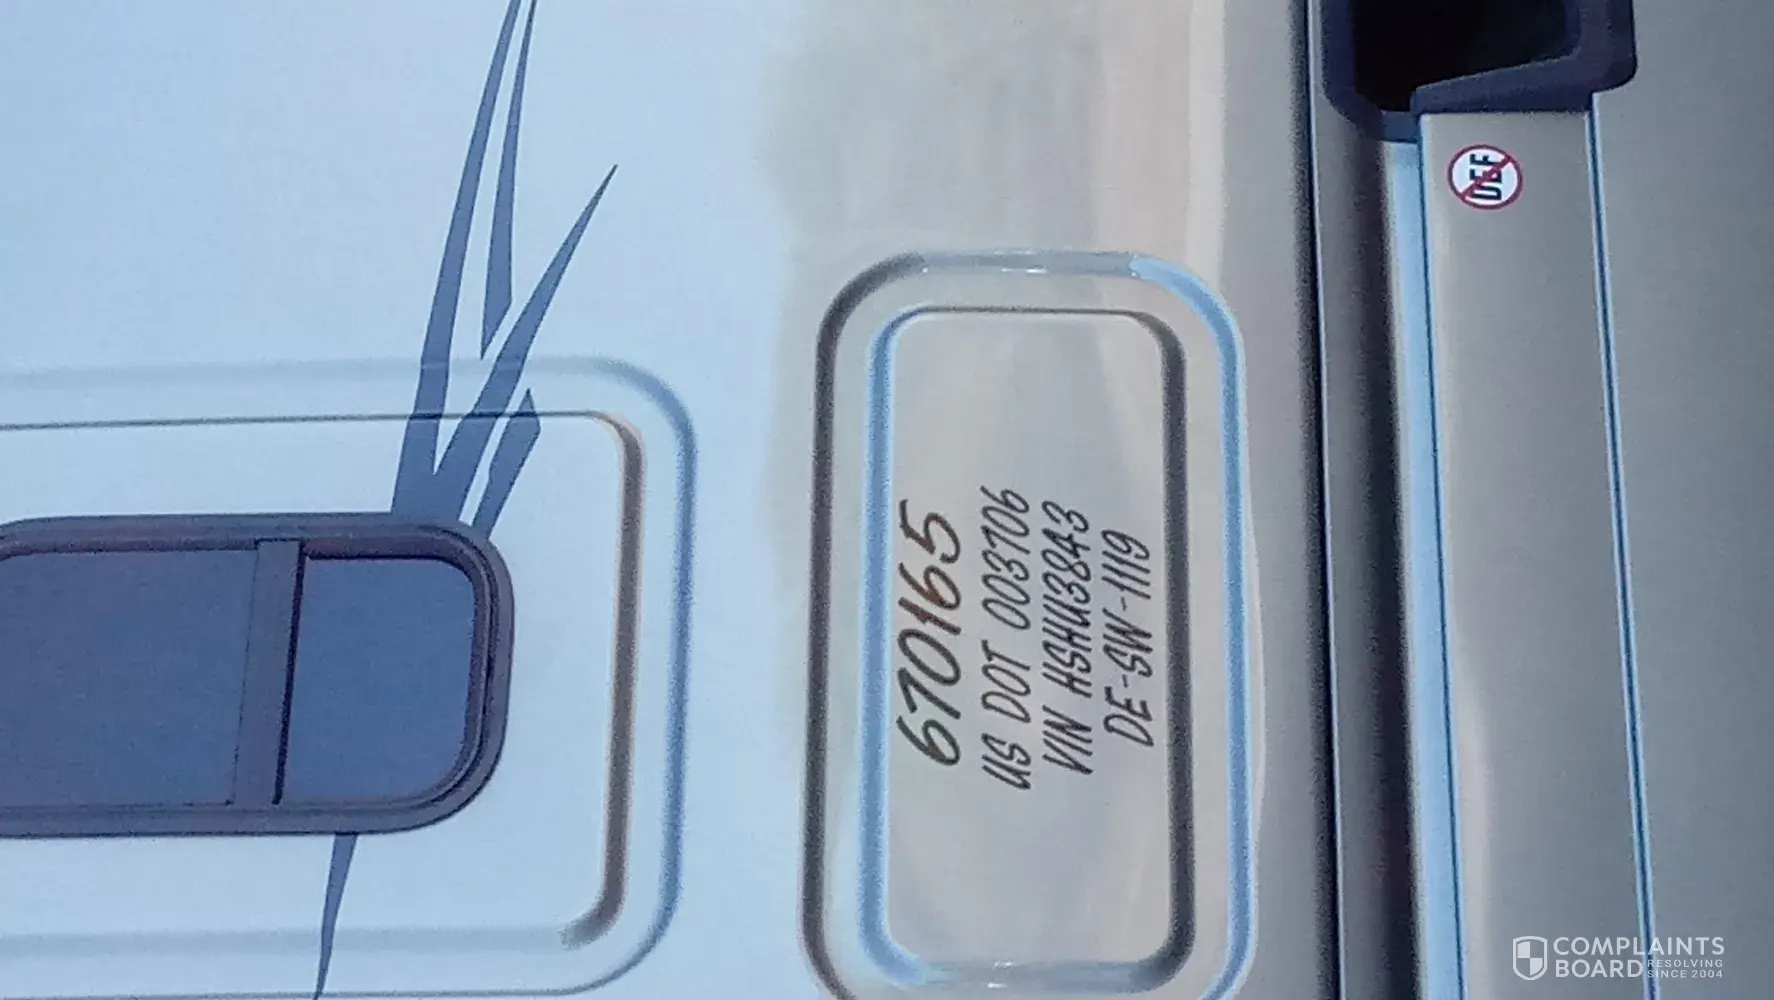 670165
US DOT 003706
VIN HSHU3843
DE-SW-1119
DEF
COMPLAINTS
BOARD RESOLVING
SINCE 2004